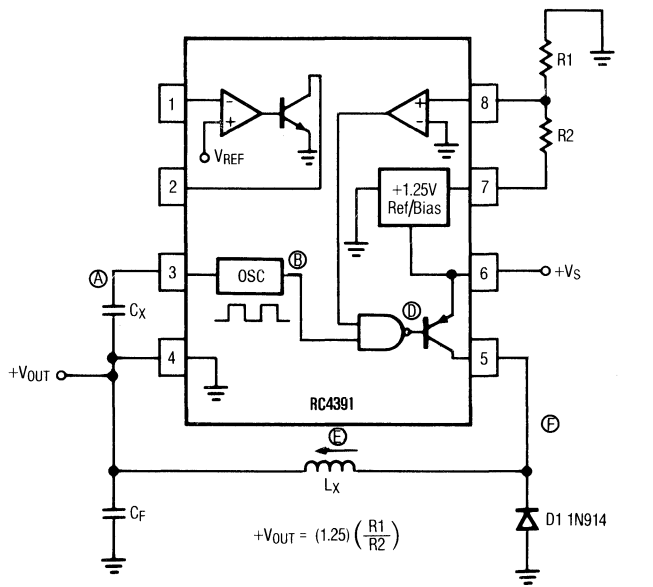 R1
1
-
+
VREF
+
-
8
R2
2
+1.25V
Ref/Bias
7
A
3
OSC
B
6
+VS
CX
D
4
5
+VOUT
RC4391
F
E
LX
CF
D1 1N914
+VOUT = (1.25) (R1/R2)